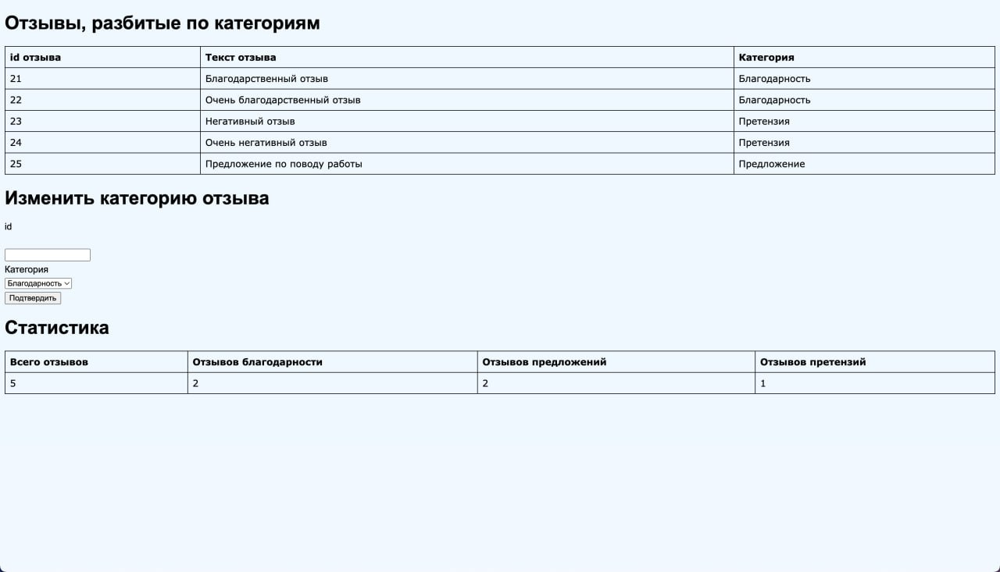 Отзывы, разбитые по категориям
id отзыва Текст отзыва Категория
21 Благодарственный отзыв Благодарность
22 Очень благодарственный отзыв Благодарность
23 Негативный отзыв Претензия
24 Очень негативный отзыв Претензия
25 Предложение по поводу работы Предложение
Изменить категорию отзыва
id
Категория
Благодарность
Подтвердить
Статистика
Всего отзывов Отзывов благодарности Отзывов предложений Отзывов претензий
5 2 2 1